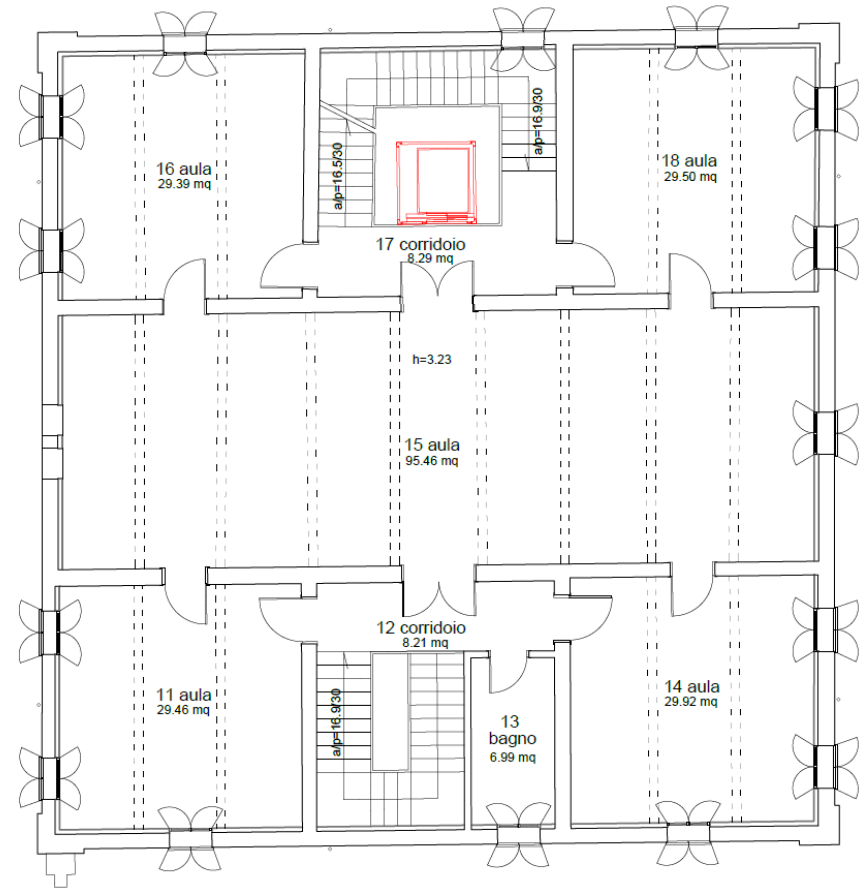 a/p=16.9/30
a/p=16.5/30
16 aula
29.39 mq
18 aula
29.50 mq
17 corridoio
8.29 mq
h=3.23
15 aula
95.46 mq
12 corridoio
8.21 mq
11 aula
29.46 mq
a/p=16.9/30
13
bagno
6.99 mq
14 aula
29.92 mq